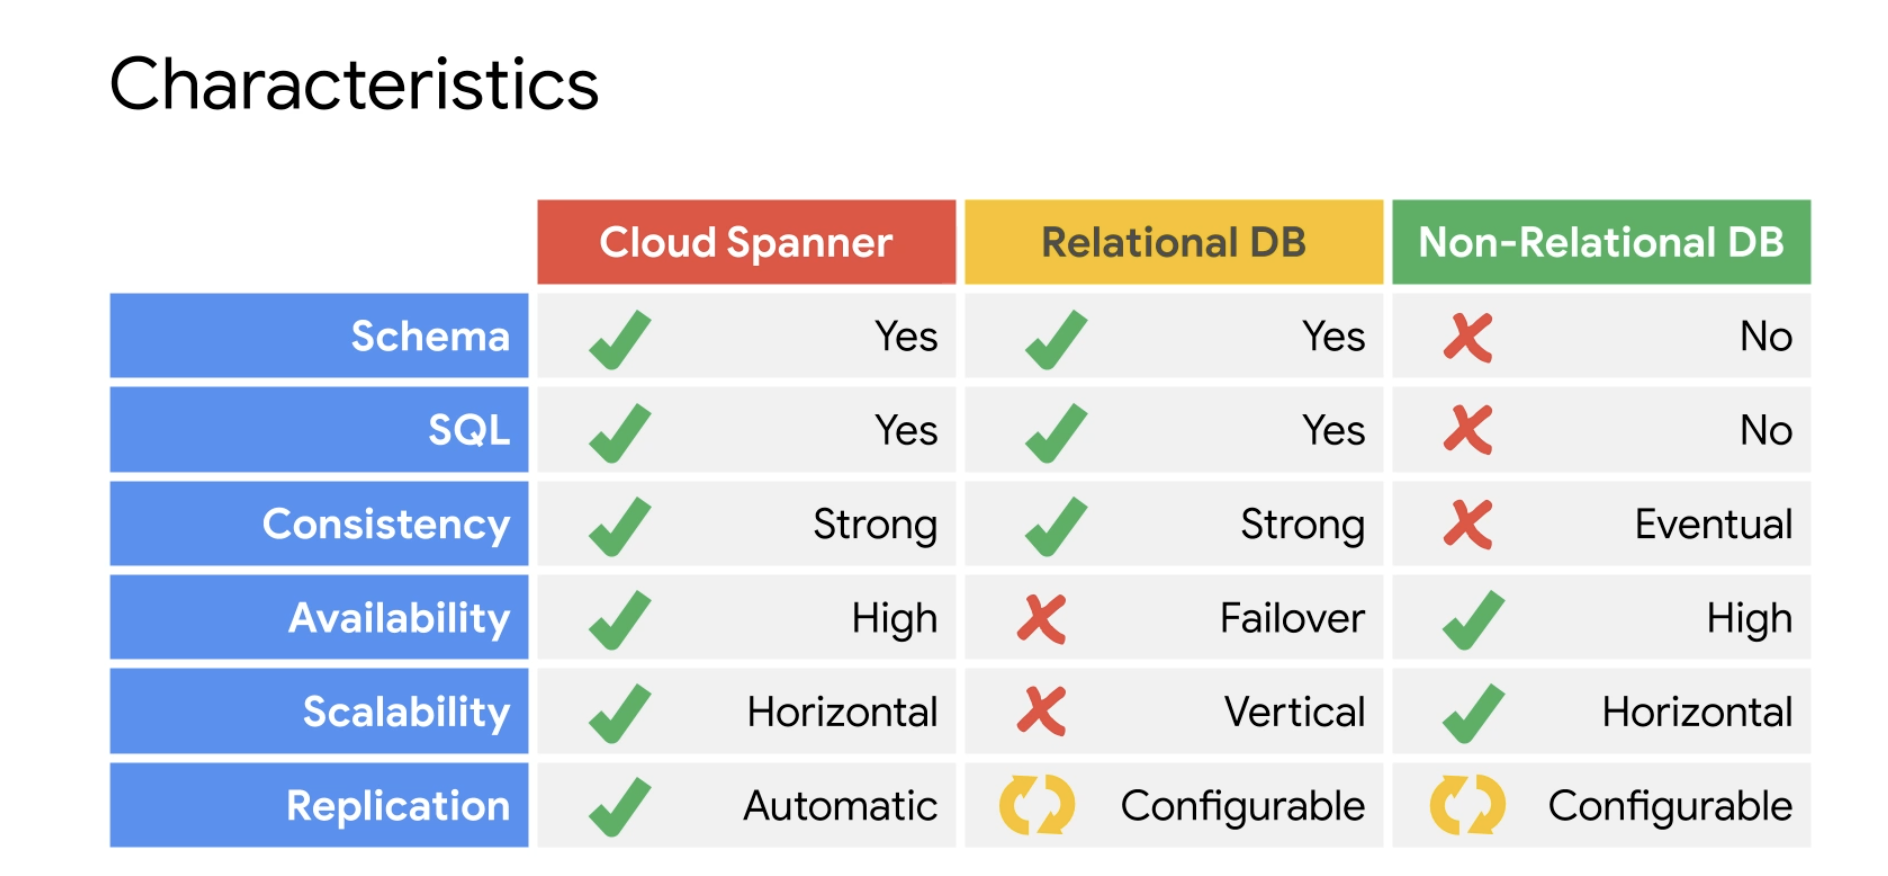 Characteristics
Cloud Spanner Relational DB Non-Relational DB
Schema Yes Yes No
SQL Yes Yes No
Consistency Strong Strong Eventual
Availability High Failover High
Scalability Horizontal Vertical Horizontal
Replication Automatic Configurable Configurable